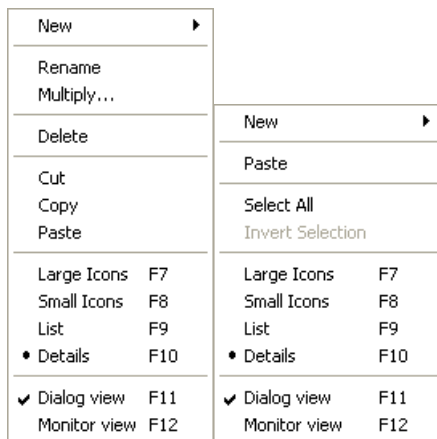 New
Rename
Multiply...
Delete
Cut
Copy
Paste
Large Icons F7
Small Icons F8
List F9
Details F10
Dialog view F11
Monitor view F12
New
Paste
Select All
Invert Selection
Large Icons F7
Small Icons F8
List F9
Details F10
Dialog view F11
Monitor view F12